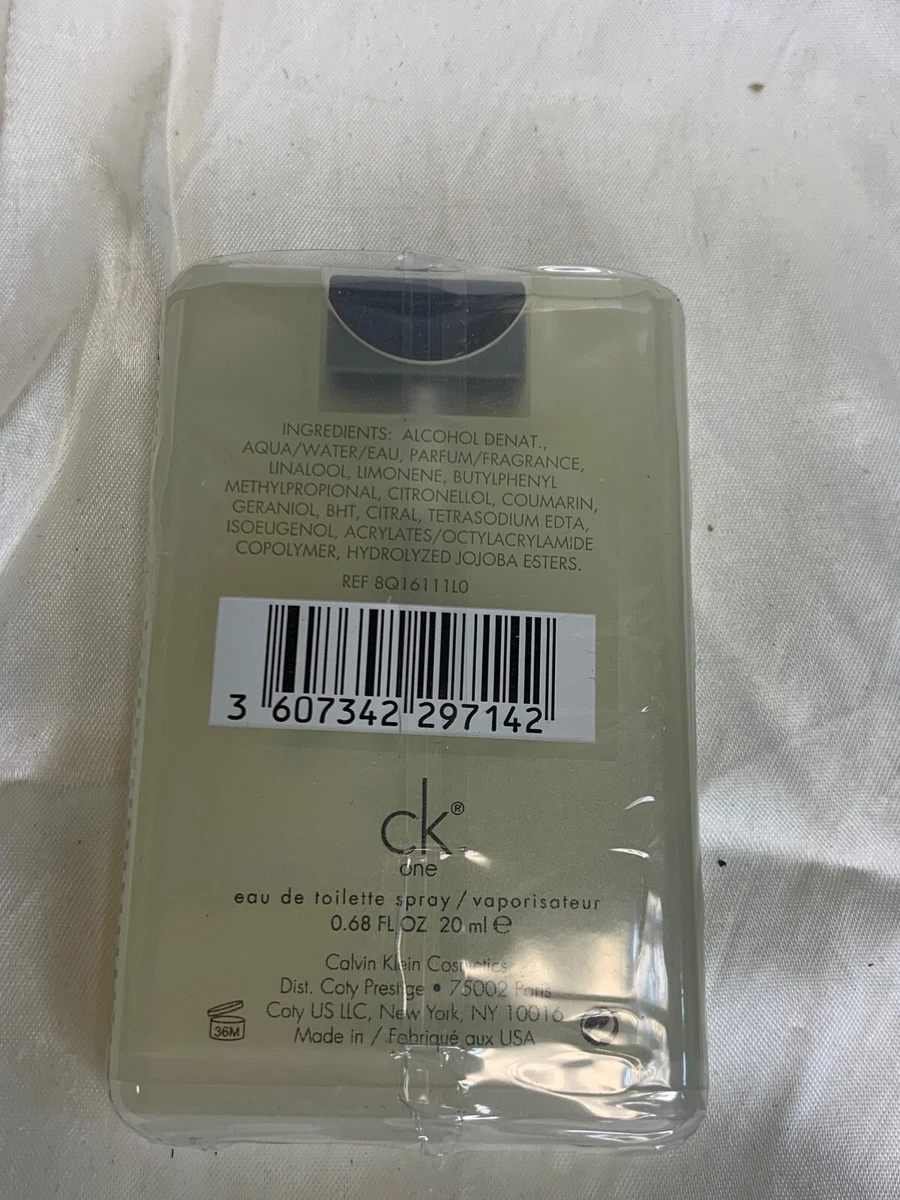 INGREDIENTS: ALCOHOL DENAT.,
AQUA/WATER/EAU, PARFUM/FRAGRANCE,
LINALOOL, LIMONENE, BUTYLPHENYL
METHYLPROPIONAL, CITRONELLOL, COUMARIN,
GERANIOL, BHT, CITRAL, TETRASODIUM EDTA,
ISOEUGENOL, ACRYLATES/OCTYLACRYLAMIDE
COPOLYMER, HYDROLYZED JOJOBA ESTERS.
REF 8Q16111L0
3 607342 297142
ck®
one
eau de toilette spray / vaporisateur
0.68 FL OZ 20 ml ℮
Calvin Klein Cosmetics
Dist. Coty Prestige • 75002 Paris
Coty US LLC, New York, NY 10016
36M
Made in / Fabriqué aux USA